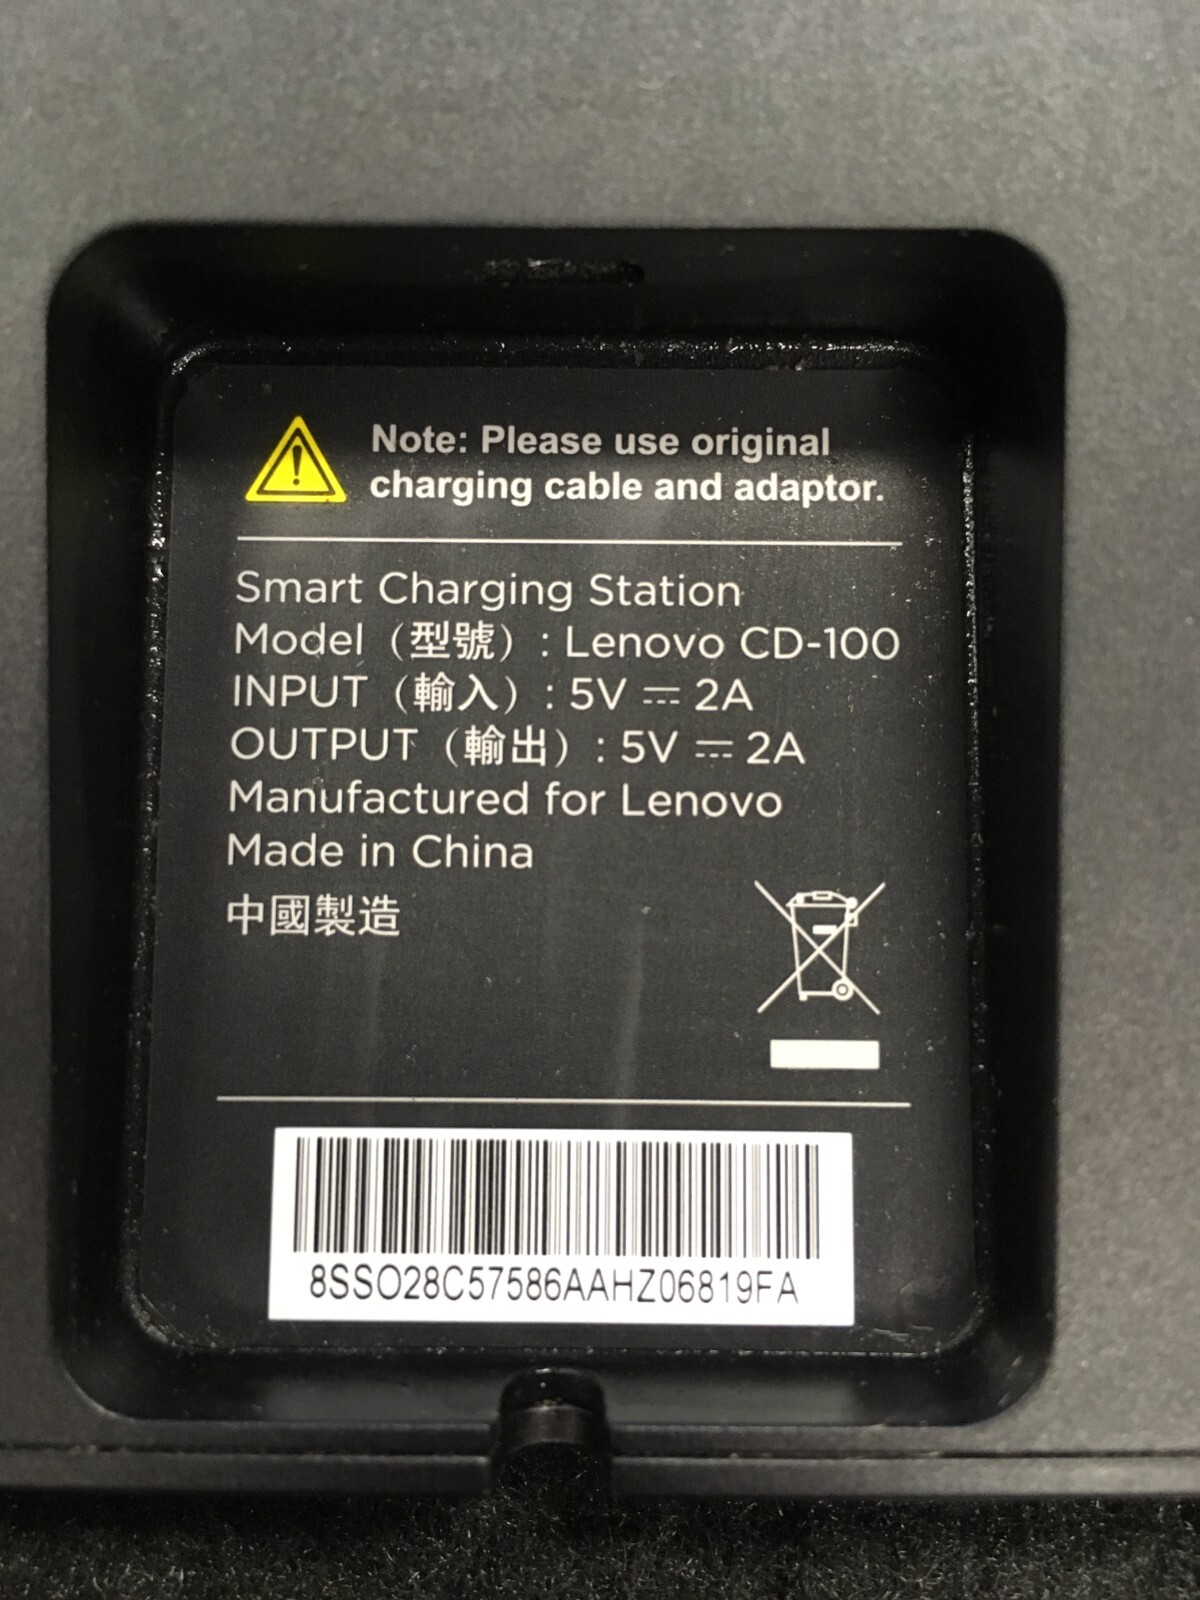 Note: Please use original
charging cable and adaptor.
Smart Charging Station
Model（型號）: Lenovo CD-100
INPUT（輸入）: 5V ⎓ 2A
OUTPUT（輸出）: 5V ⎓ 2A
Manufactured for Lenovo
Made in China
中國製造
8SSO28C57586AAHZ06819FA